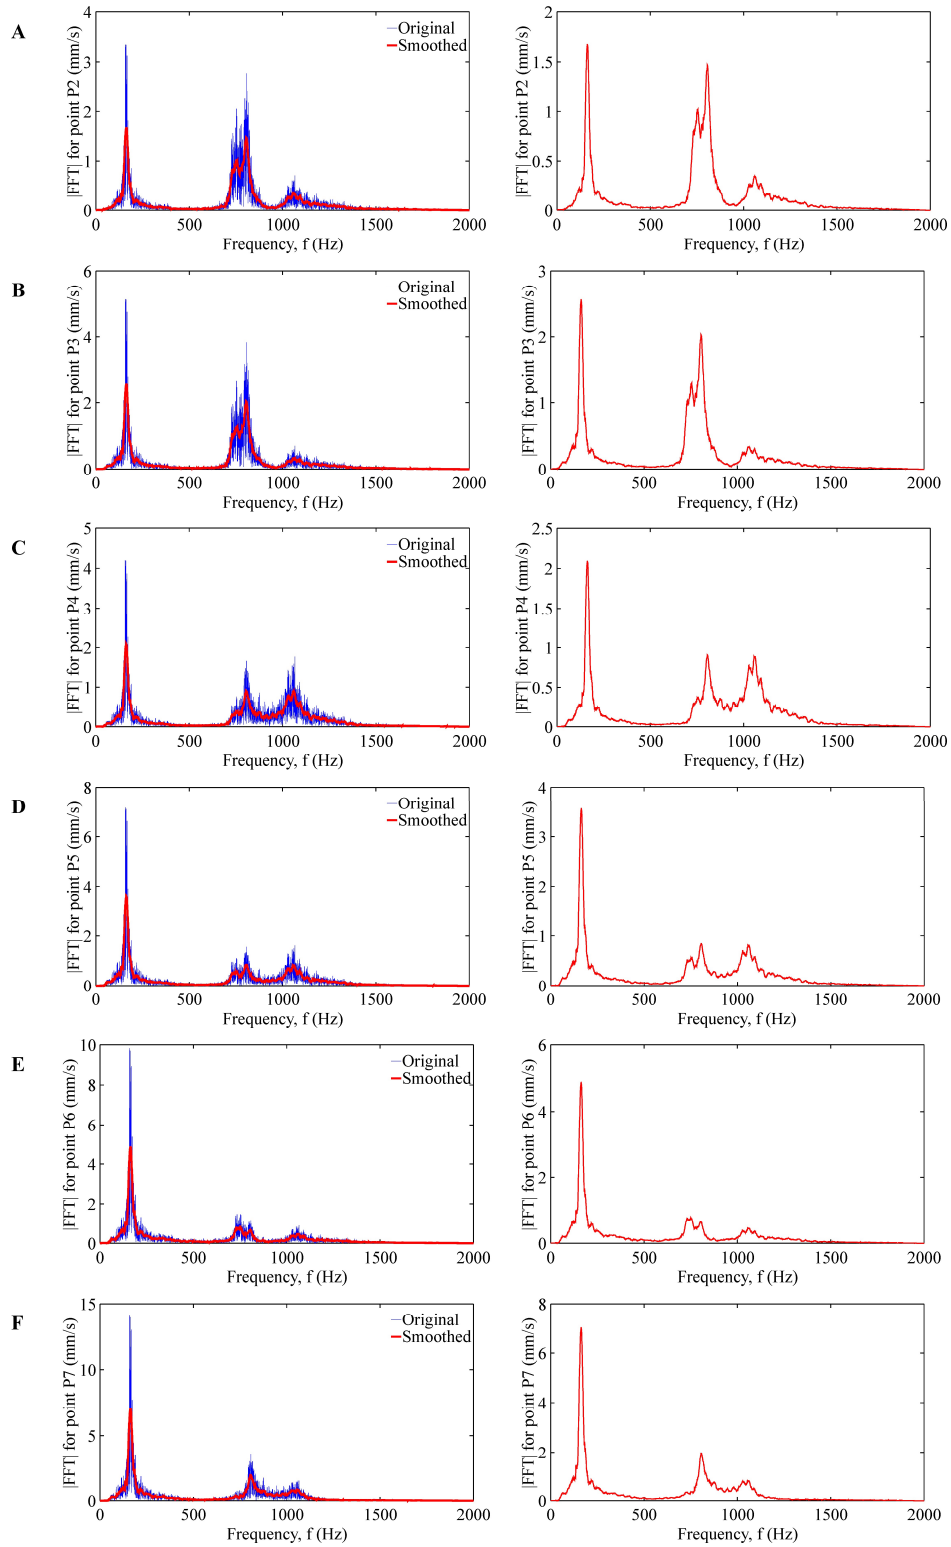 A
|FFT| for point P2 (mm/s)
4
3
2
1
0
Original
Smoothed
0 500 1000 1500 2000
Frequency, f (Hz)
|FFT| for point P2 (mm/s)
2
1.5
1
0.5
0
0 500 1000 1500 2000
Frequency, f (Hz)
B
|FFT| for point P3 (mm/s)
6
4
2
0
Original
Smoothed
0 500 1000 1500 2000
Frequency, f (Hz)
|FFT| for point P3 (mm/s)
3
2
1
0
0 500 1000 1500 2000
Frequency, f (Hz)
C
|FFT| for point P4 (mm/s)
5
4
3
2
1
0
Original
Smoothed
0 500 1000 1500 2000
Frequency, f (Hz)
|FFT| for point P4 (mm/s)
2.5
2
1.5
1
0.5
0
0 500 1000 1500 2000
Frequency, f (Hz)
D
|FFT| for point P5 (mm/s)
8
6
4
2
0
Original
Smoothed
0 500 1000 1500 2000
Frequency, f (Hz)
|FFT| for point P5 (mm/s)
4
3
2
1
0
0 500 1000 1500 2000
Frequency, f (Hz)
E
|FFT| for point P6 (mm/s)
10
8
6
4
2
0
Original
Smoothed
0 500 1000 1500 2000
Frequency, f (Hz)
|FFT| for point P6 (mm/s)
6
4
2
0
0 500 1000 1500 2000
Frequency, f (Hz)
F
|FFT| for point P7 (mm/s)
15
10
5
0
Original
Smoothed
0 500 1000 1500 2000
Frequency, f (Hz)
|FFT| for point P7 (mm/s)
8
6
4
2
0
0 500 1000 1500 2000
Frequency, f (Hz)